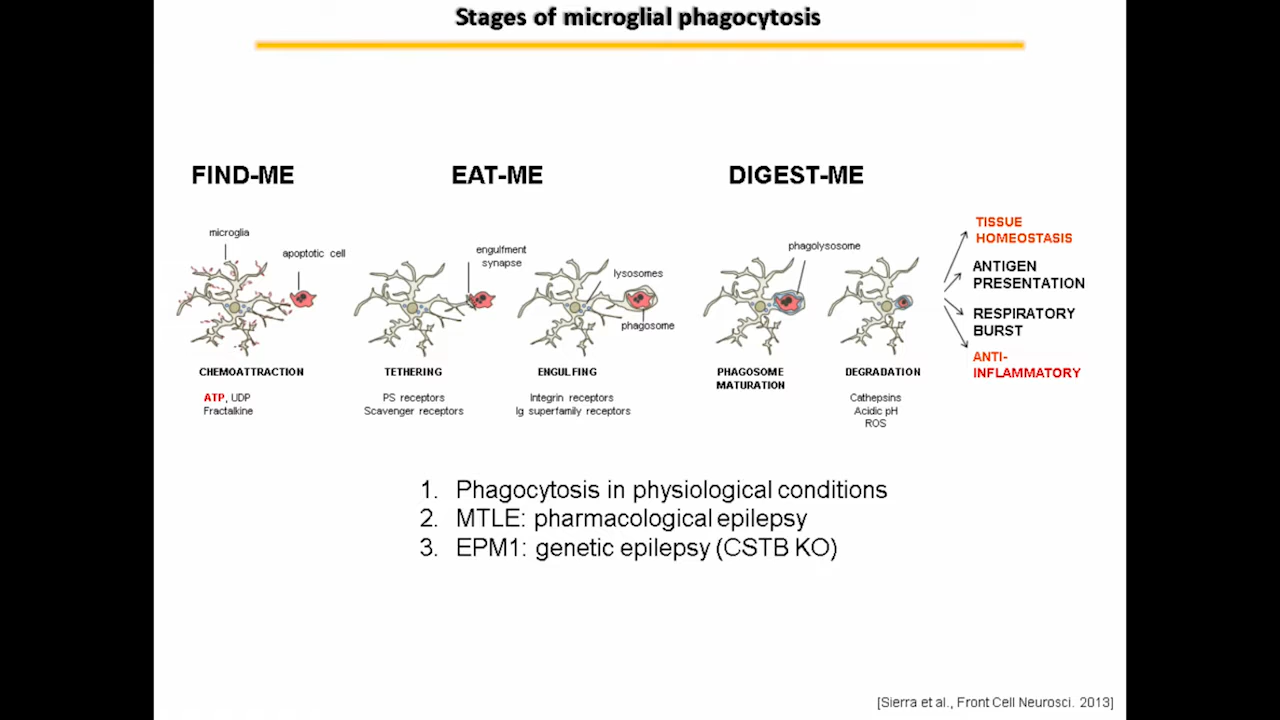 Stages of microglial phagocytosis
FIND-ME
EAT-ME
DIGEST-ME
microglia
apoptotic cell
engulfment
synapse
lysosomes
phagosome
phagolysosome
TISSUE
HOMEOSTASIS
ANTIGEN
PRESENTATION
RESPIRATORY
BURST
ANTI-
INFLAMMATORY
CHEMOATTRACTION
ATP, UDP
Fractalkine
TETHERING
PS receptors
Scavenger receptors
ENGULFING
Integrin receptors
Ig superfamily receptors
PHAGOSOME
MATURATION
DEGRADATION
Cathepsins
Acidic pH
ROS
1. Phagocytosis in physiological conditions
2. MTLE: pharmacological epilepsy
3. EPM1: genetic epilepsy (CSTB KO)
[Sierra et al., Front Cell Neurosci. 2013]